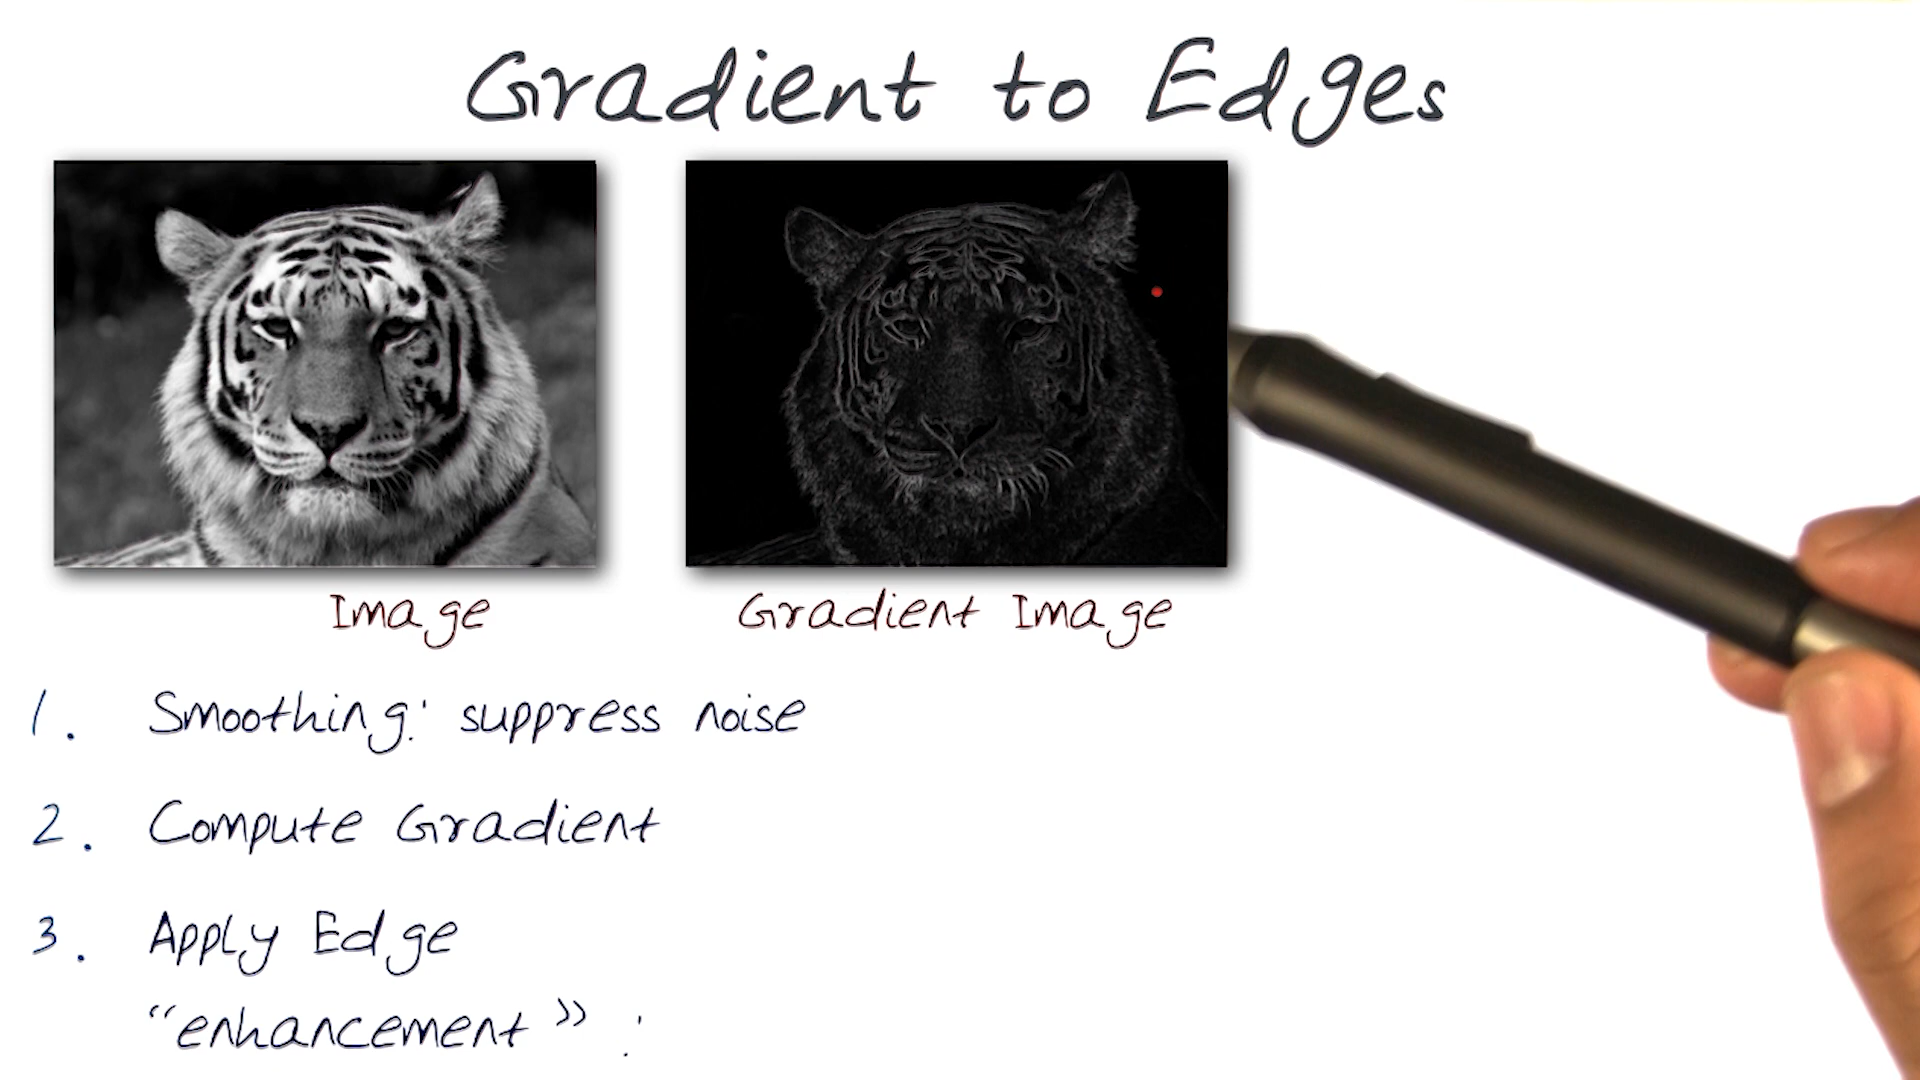 Gradient to Edges
Image
Gradient Image
1. Smoothing: suppress noise
2. Compute Gradient
3. Apply Edge
"enhancement" :